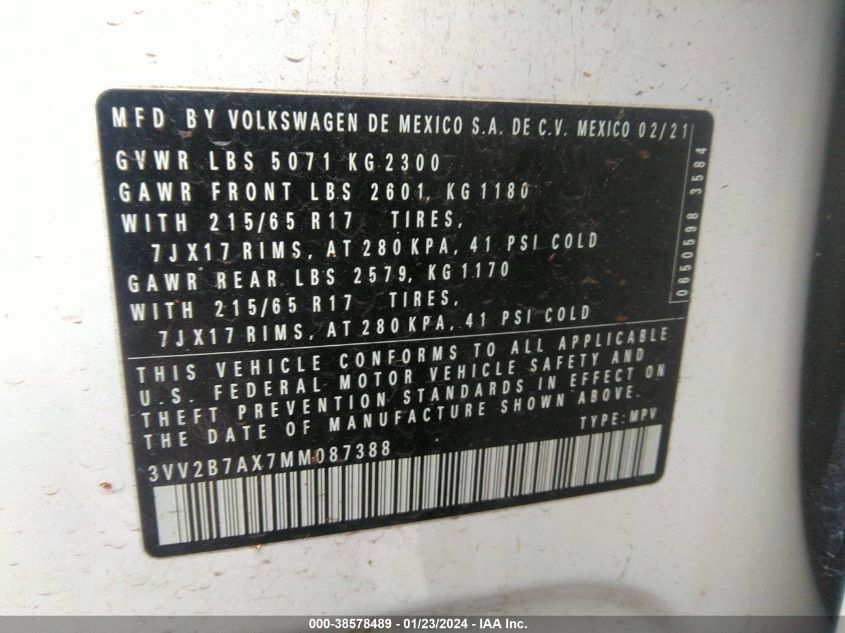 MFD BY VOLKSWAGEN DE MEXICO S.A. DE C.V. MEXICO 02/21
GVWR LBS 5071 KG 2300
GAWR FRONT LBS 2601, KG 1180
WITH 215/65 R17 TIRES,
7JX17 RIMS, AT 280 KPA, 41 PSI COLD
GAWR REAR LBS 2579, KG 1170
WITH 215/65 R17 TIRES,
7JX17 RIMS, AT 280 KPA, 41 PSI COLD
0650598 3584
THIS VEHICLE CONFORMS TO ALL APPLICABLE
U.S. FEDERAL MOTOR VEHICLE SAFETY AND
THEFT PREVENTION STANDARDS IN EFFECT ON
THE DATE OF MANUFACTURE SHOWN ABOVE.
TYPE: MPV
3VV2B7AX7MM087388
000-38578489 - 01/23/2024 - IAA Inc.